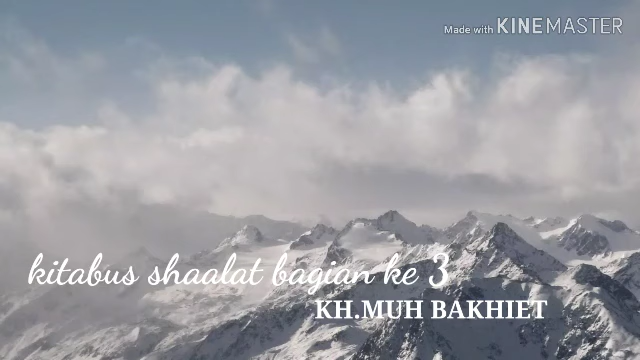 Made with KINEMASTER
kitabus shaalat bagian ke 3
KH.MUH BAKHIET